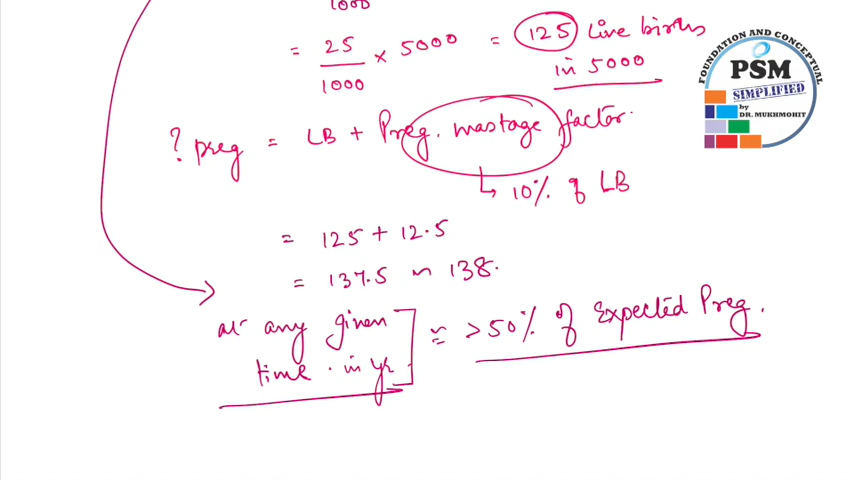 1000
= 25/1000 × 5000 = 125 Live births
in 5000
? preg = LB + Preg. wastage factor.
↳ 10% of LB
= 125 + 12.5
= 137.5 ~ 138.
at any given
time . in yr ] ≈ >50% of Expected Preg.
FOUNDATION AND CONCEPTUAL
PSM
SIMPLIFIED
by
DR. MUKHMOHIT